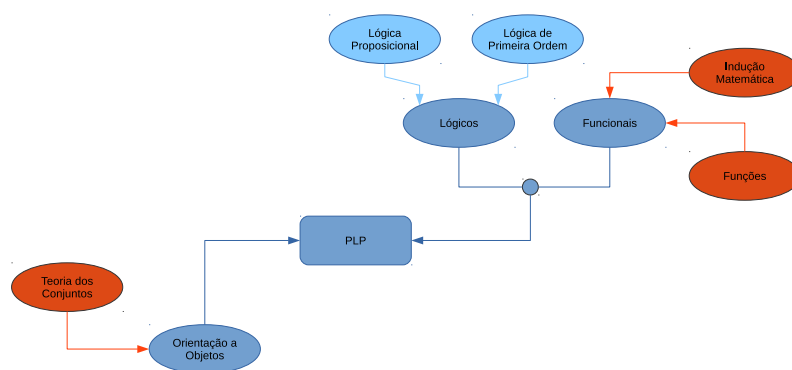 Lógica
Proposicional
Lógica de
Primeira Ordem
Indução
Matemática
Lógicos
Funcionais
Funções
PLP
Teoria dos
Conjuntos
Orientação a
Objetos